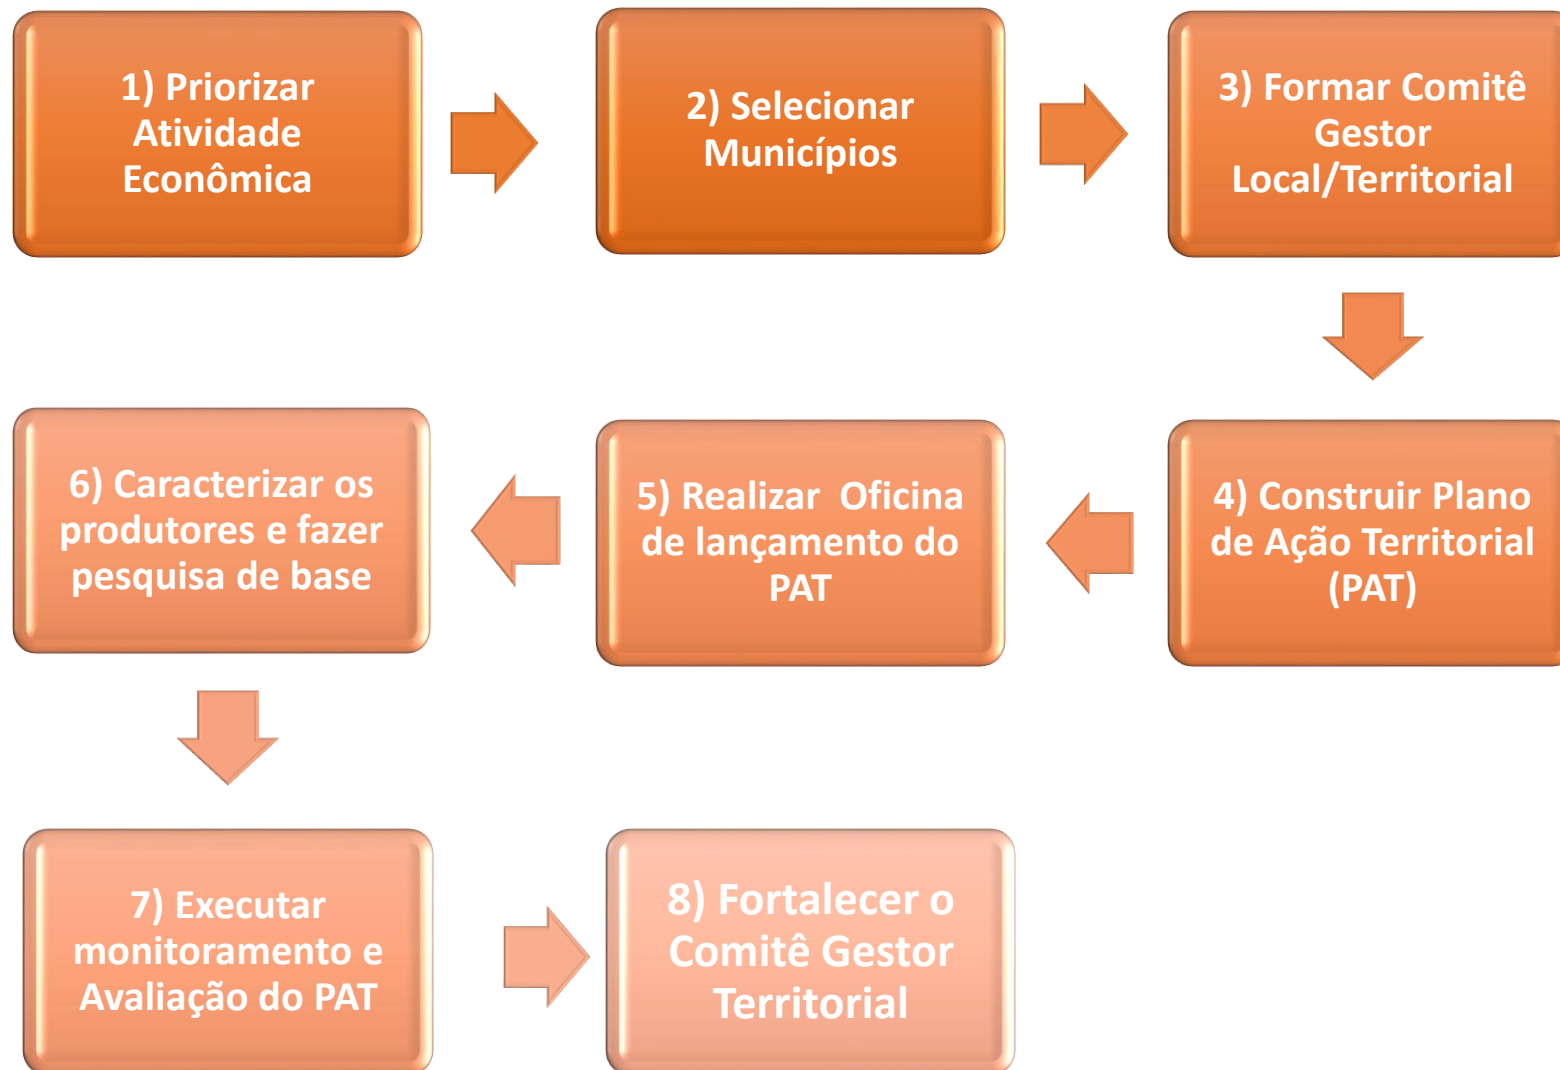 1) Priorizar
Atividade
Econômica
2) Selecionar
Municípios
3) Formar Comitê
Gestor
Local/Territorial
4) Construir Plano
de Ação Territorial
(PAT)
5) Realizar  Oficina
de lançamento do
PAT
6) Caracterizar os
produtores e fazer
pesquisa de base
7) Executar
monitoramento e
Avaliação do PAT
8) Fortalecer o
Comitê Gestor
Territorial